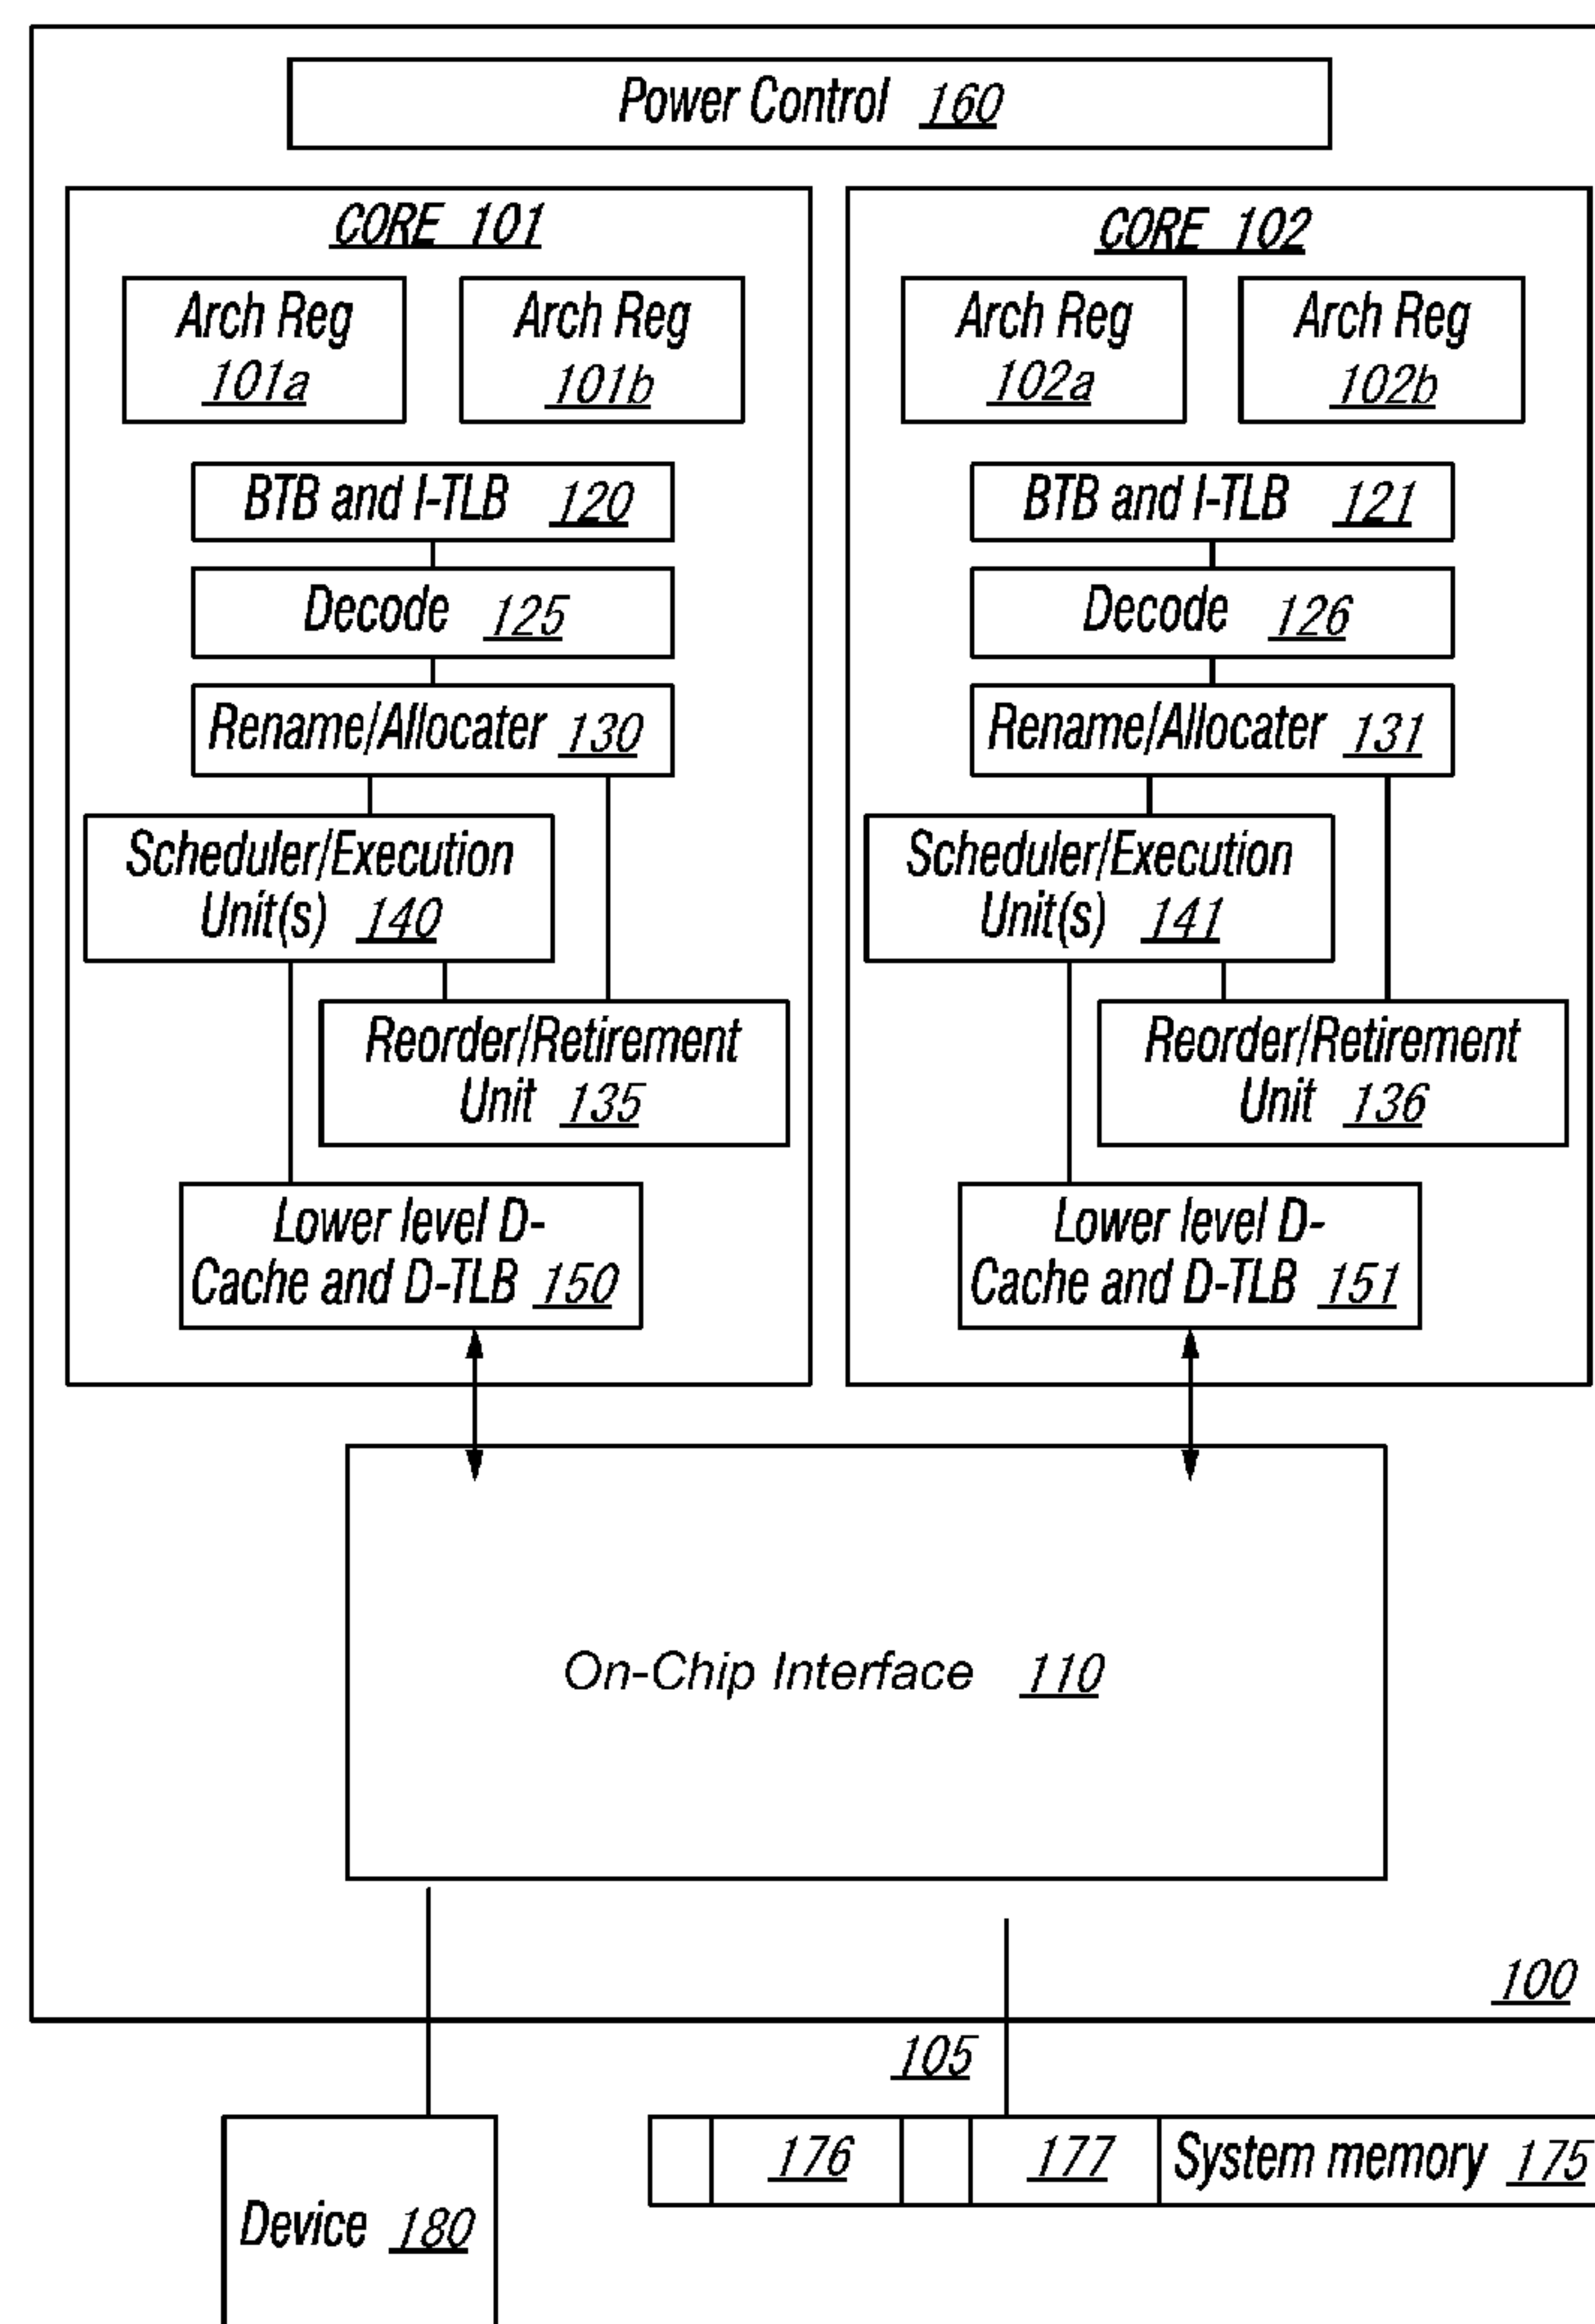 Power Control 160
CORE 101
Arch Reg
101a
Arch Reg
101b
BTB and I-TLB 120
Decode 125
Rename/Allocater 130
Scheduler/Execution
Unit(s) 140
Reorder/Retirement
Unit 135
Lower level D-
Cache and D-TLB 150
CORE 102
Arch Reg
102a
Arch Reg
102b
BTB and I-TLB 121
Decode 126
Rename/Allocater 131
Scheduler/Execution
Unit(s) 141
Reorder/Retirement
Unit 136
Lower level D-
Cache and D-TLB 151
On-Chip Interface 110
100
105
176
177
System memory 175
Device 180